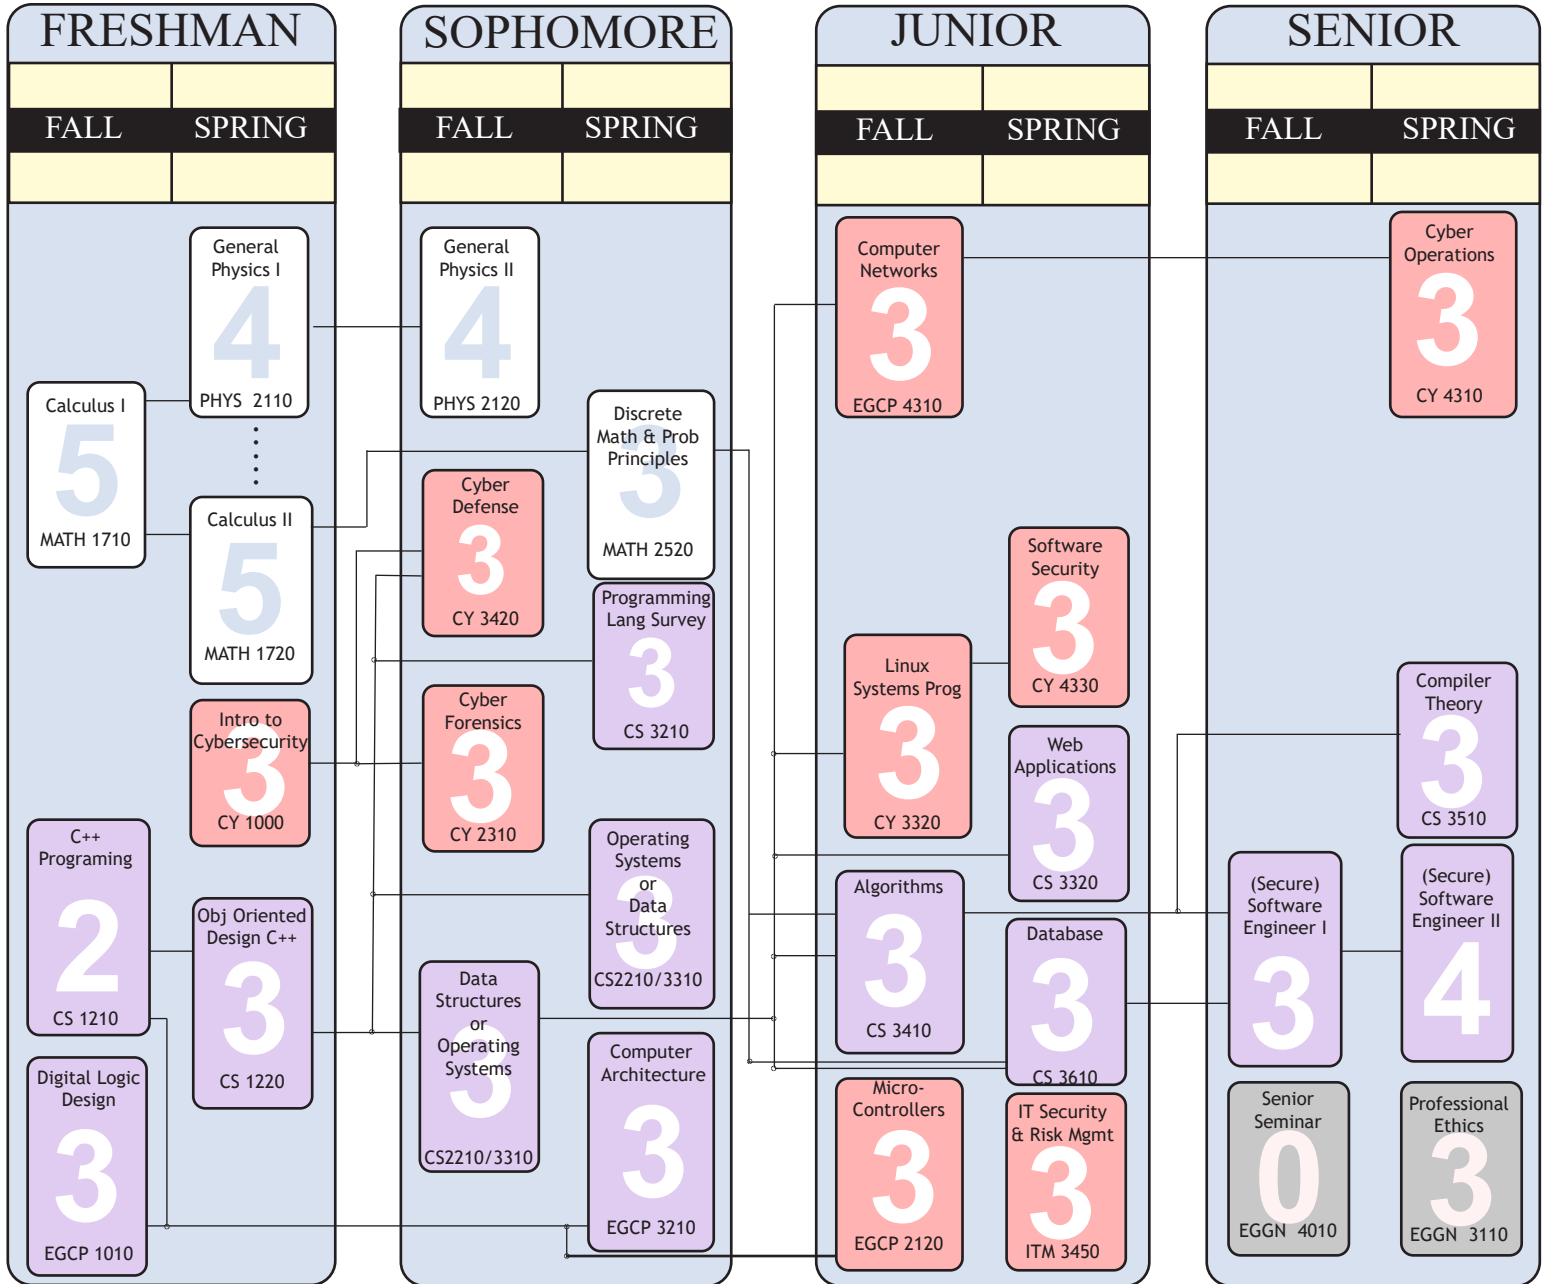 FRESHMAN
FALL
SPRING
General
Physics I
4
PHYS 2110
Calculus I
5
MATH 1710
Calculus II
5
MATH 1720
Intro to
Cybersecurity
3
CY 1000
C++
Programing
2
CS 1210
Obj Oriented
Design C++
3
CS 1220
Digital Logic
Design
3
EGCP 1010
SOPHOMORE
FALL
SPRING
General
Physics II
4
PHYS 2120
Discrete
Math & Prob
Principles
3
MATH 2520
Cyber
Defense
3
CY 3420
Programming
Lang Survey
3
CS 3210
Cyber
Forensics
3
CY 2310
Operating
Systems
or
Data
Structures
3
CS2210/3310
Data
Structures
or
Operating
Systems
3
CS2210/3310
Computer
Architecture
3
EGCP 3210
JUNIOR
FALL
SPRING
Computer
Networks
3
EGCP 4310
Software
Security
3
CY 4330
Linux
Systems Prog
3
CY 3320
Web
Applications
3
CS 3320
Algorithms
3
CS 3410
Database
3
CS 3610
Micro-
Controllers
3
EGCP 2120
IT Security
& Risk Mgmt
3
ITM 3450
SENIOR
FALL
SPRING
Cyber
Operations
3
CY 4310
Compiler
Theory
3
CS 3510
(Secure)
Software
Engineer I
3
(Secure)
Software
Engineer II
4
Senior
Seminar
0
EGGN 4010
Professional
Ethics
3
EGGN 3110